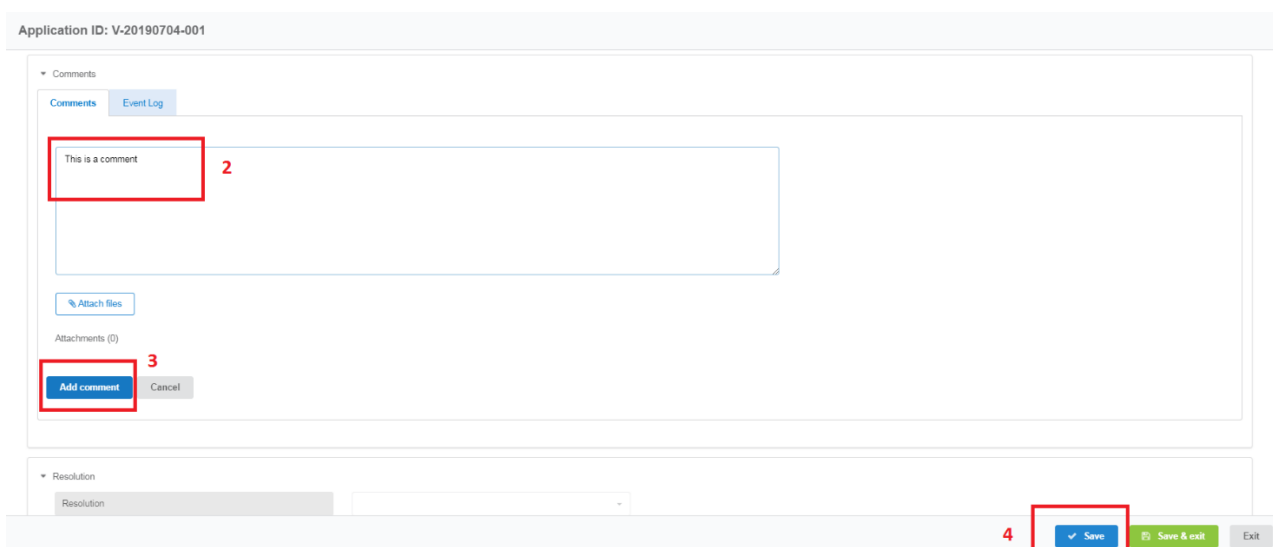 Application ID: V-20190704-001
Comments
Comments Event Log
This is a comment
2
Attach files
Attachments (0)
3
Add comment Cancel
Resolution
Resolution
4 Save Save & exit Exit